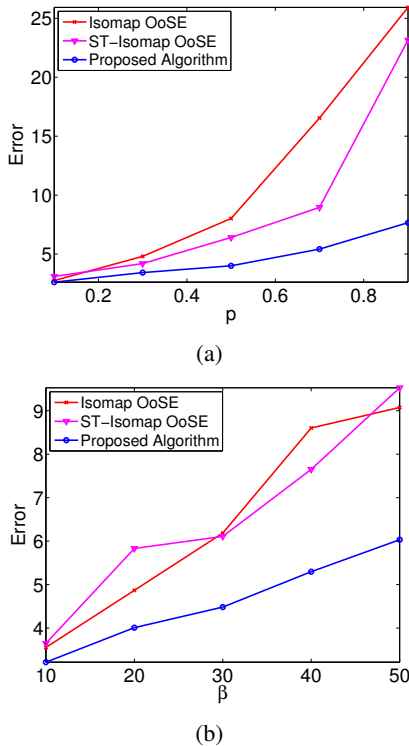 25
20
15
10
5
Error
Isomap OoSE
ST-Isomap OoSE
Proposed Algorithm
0.2 0.4 0.6 0.8
p
(a)
9
8
7
6
5
4
Error
Isomap OoSE
ST-Isomap OoSE
Proposed Algorithm
10 20 30 40 50
β
(b)